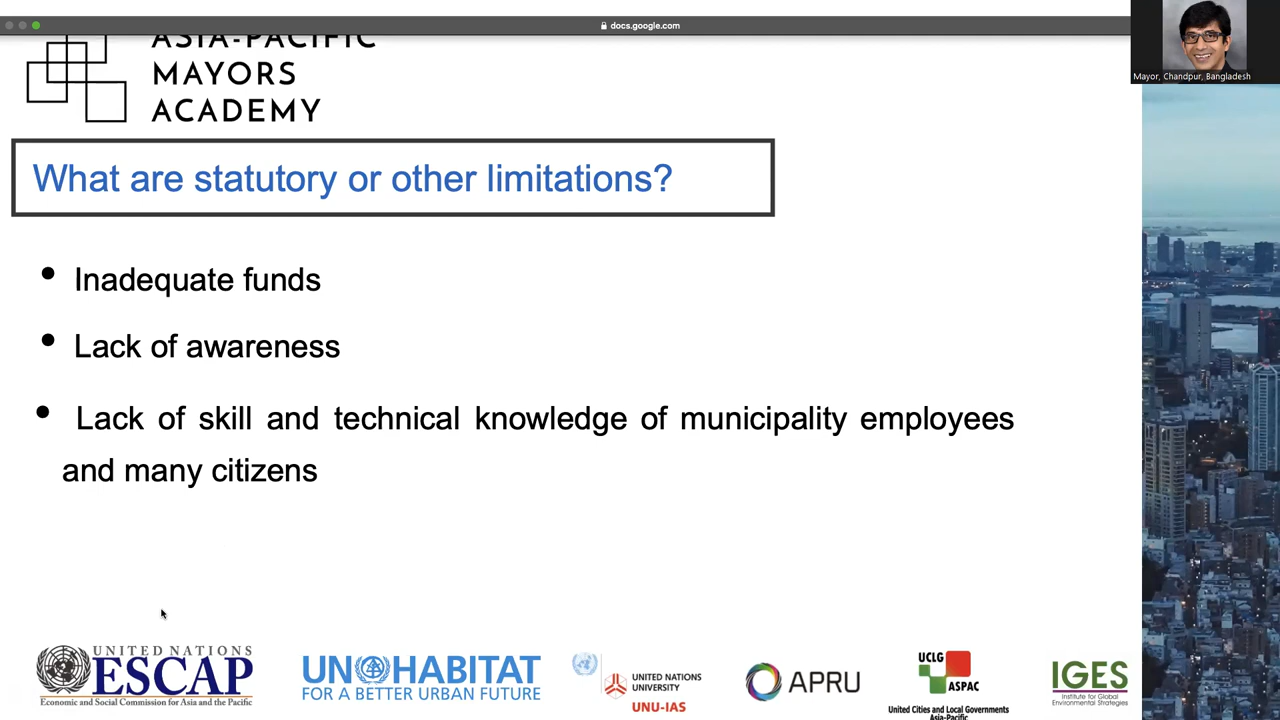 docs.google.com
Mayor, Chandpur, Bangladesh
ASIA-PACIFIC
MAYORS
ACADEMY
What are statutory or other limitations?
• Inadequate funds
• Lack of awareness
• Lack of skill and technical knowledge of municipality employees
and many citizens
UNITED NATIONS
ESCAP
Economic and Social Commission for Asia and the Pacific
UN HABITAT
FOR A BETTER URBAN FUTURE
UNITED NATIONS
UNIVERSITY
UNU-IAS
APRU
UCLG
ASPAC
United Cities and Local Governments
Asia-Pacific
IGES
Institute for Global
Environmental Strategies